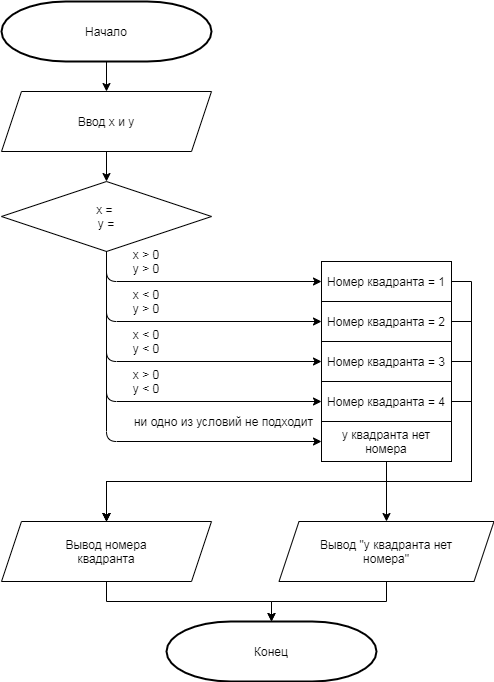 Начало
Ввод x и y
x =
y =
x > 0
y > 0
Номер квадранта = 1
x < 0
y > 0
Номер квадранта = 2
x < 0
y < 0
Номер квадранта = 3
x > 0
y < 0
Номер квадранта = 4
ни одно из условий не подходит
у квадранта нет
номера
Вывод номера
квадранта
Вывод "у квадранта нет
номера"
Конец